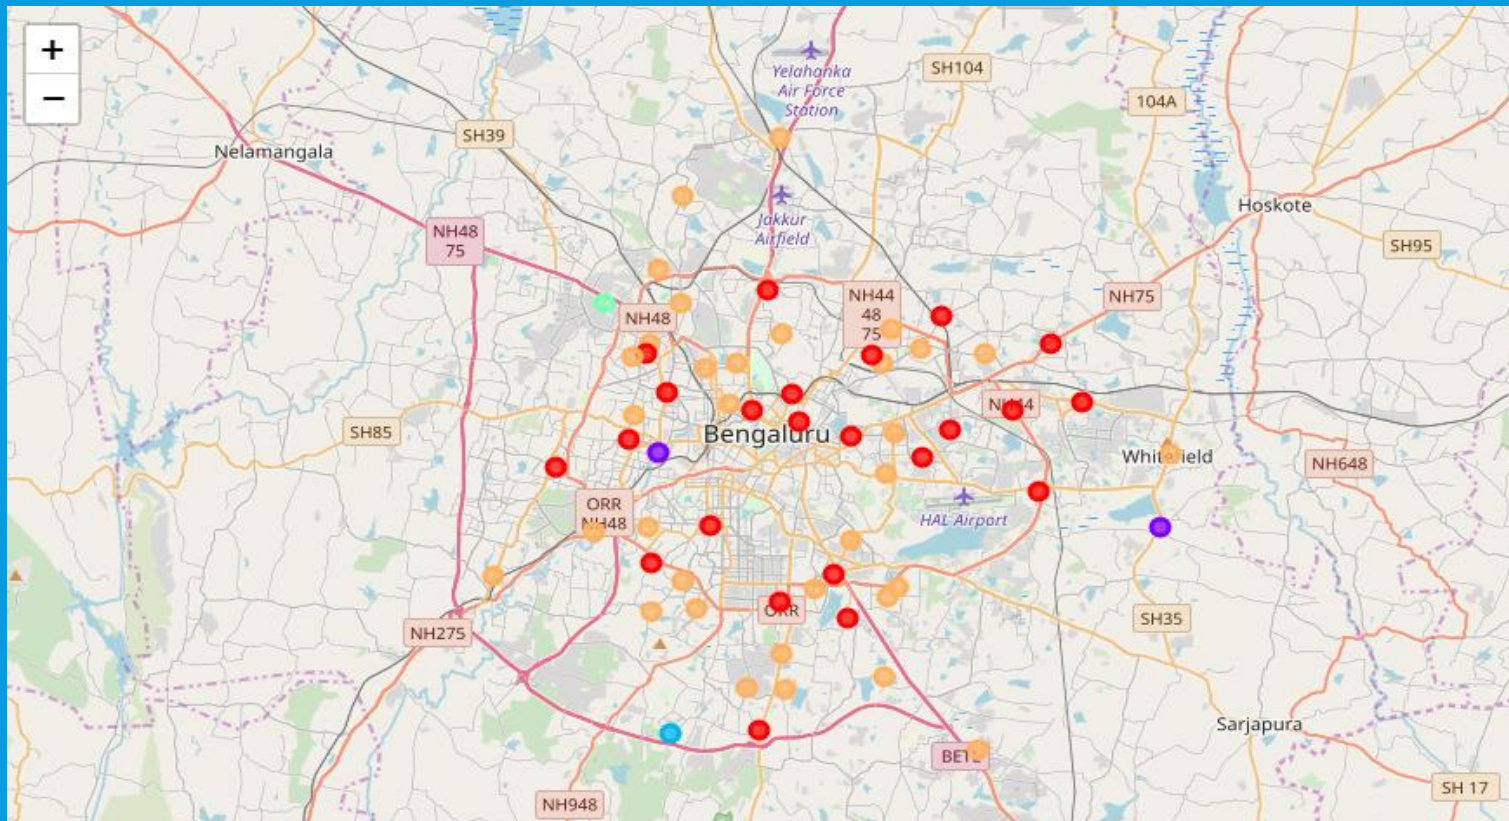 +
−
Yelahanka
Air Force
Station
SH104
104A
SH39
Nelamangala
Jakkur
Airfield
Hoskote
NH48
75
SH95
NH44
48
75
NH75
NH48
NH44
SH85
Bengaluru
Whitefield
NH648
ORR
NH48
HAL Airport
ORR
SH35
NH275
Sarjapura
NH948
SH 17